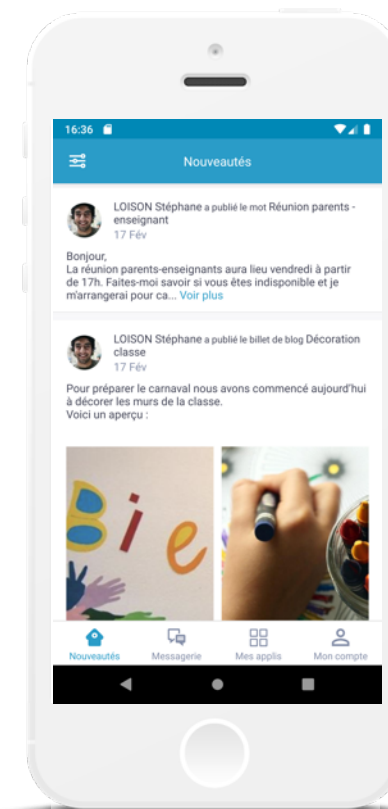 16:36
Nouveautés
LOISON Stéphane a publié le mot Réunion parents -
enseignant
17 Fév
Bonjour,
La réunion parents-enseignants aura lieu vendredi à partir
de 17h. Faites-moi savoir si vous êtes indisponible et je
m'arrangerai pour ca... Voir plus
LOISON Stéphane a publié le billet de blog Décoration
classe
17 Fév
Pour préparer le carnaval nous avons commencé aujourd'hui
à décorer les murs de la classe.
Voici un aperçu :
Bie
Nouveautés Messagerie Mes applis Mon compte